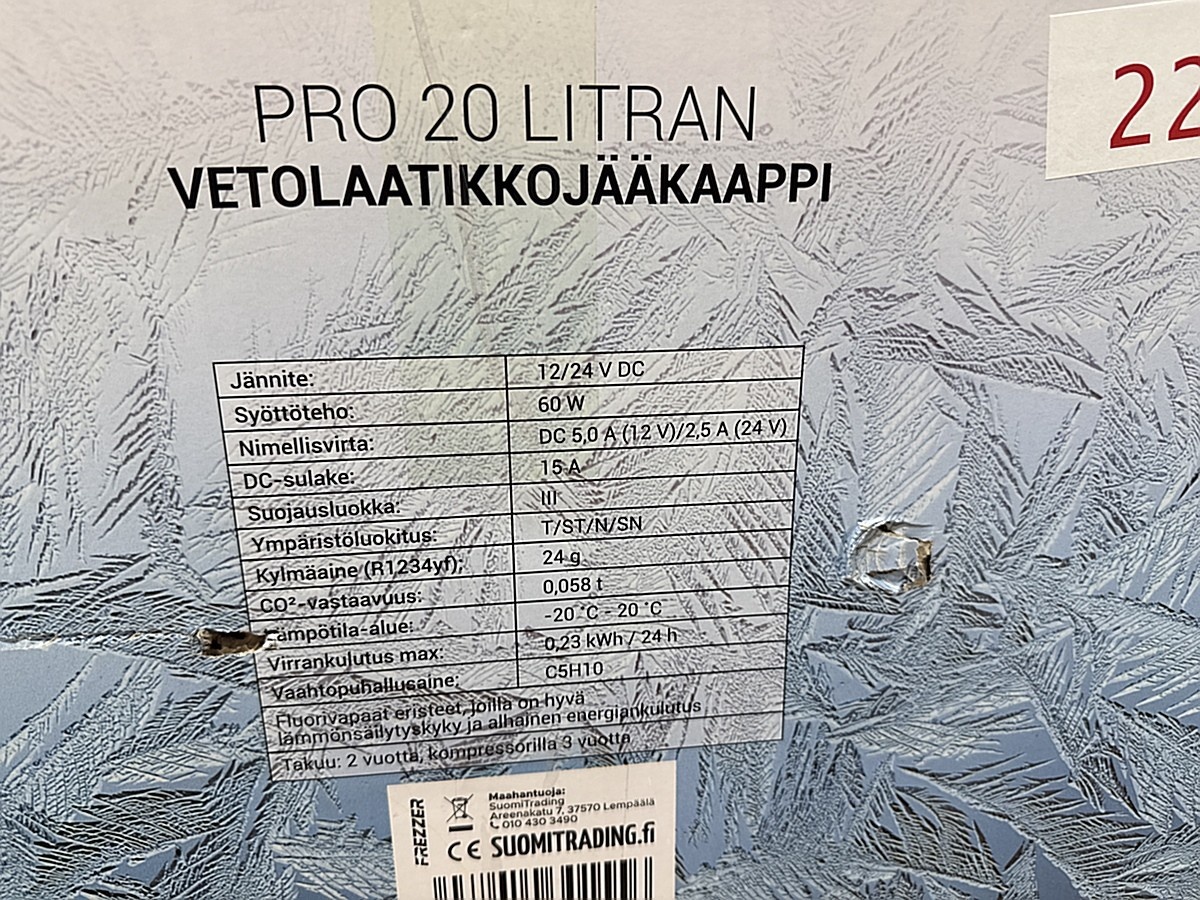 PRO 20 LITRAN
VETOLAATIKKOJÄÄKAAPPI
22
Jännite: 12/24 V DC
Syöttöteho: 60 W
Nimellisvirta: DC 5,0 A (12 V)/2,5 A (24 V)
DC-sulake: 15 A
Suojausluokka: III
Ympäristöluokitus: T/ST/N/SN
Kylmäaine (R1234yf): 24 g
CO²-vastaavuus: 0,058 t
Lämpötila-alue: -20 °C - 20 °C
Virrankulutus max: 0,23 kWh / 24 h
Vaahtopuhallusaine: C5H10
Fluorivapaat eristeet, joilla on hyvä
lämmönsäilytyskyky ja alhainen energiankulutus
Takuu: 2 vuotta, kompressorilla 3 vuotta
FREZZER
Maahantuoja:
SuomiTrading
Areenakatu 7, 37570 Lempäälä
010 430 3490
CE SUOMITRADING.fi